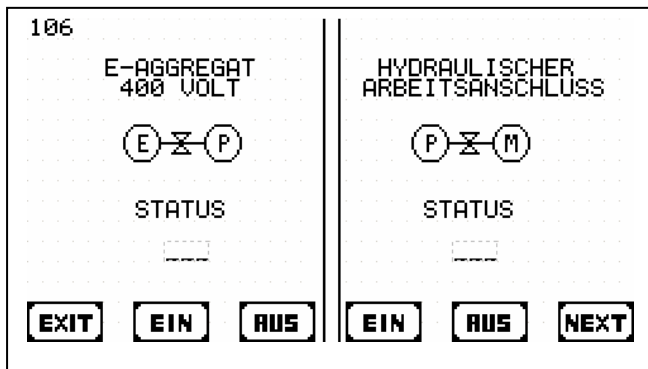 106
E-AGGREGAT
400 VOLT
E P
STATUS
---
EXIT EIN AUS
HYDRAULISCHER
ARBEITSANSCHLUSS
P M
STATUS
---
EIN AUS NEXT